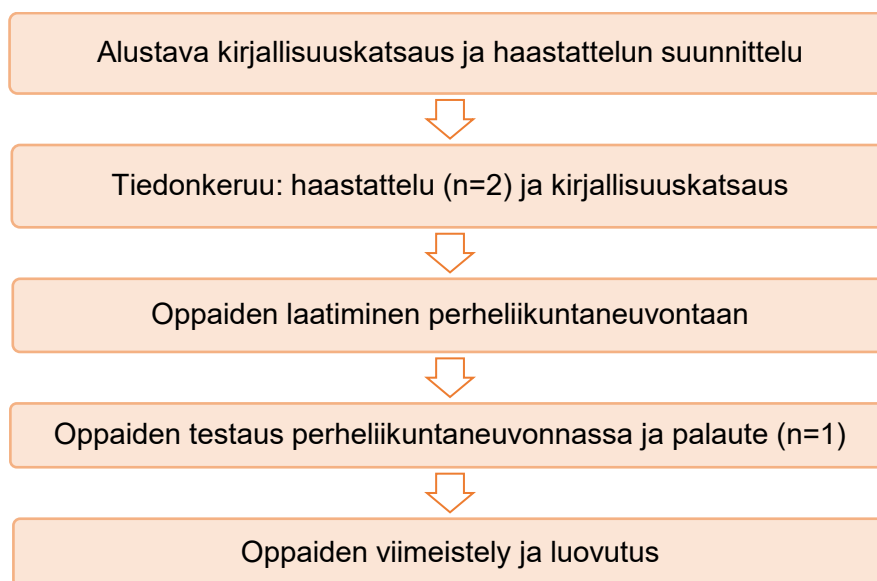 Alustava kirjallisuuskatsaus ja haastattelun suunnittelu
Tiedonkeruu: haastattelu (n=2) ja kirjallisuuskatsaus
Oppaiden laatiminen perheliikuntaneuvontaan
Oppaiden testaus perheliikuntaneuvonnassa ja palaute (n=1)
Oppaiden viimeistely ja luovutus